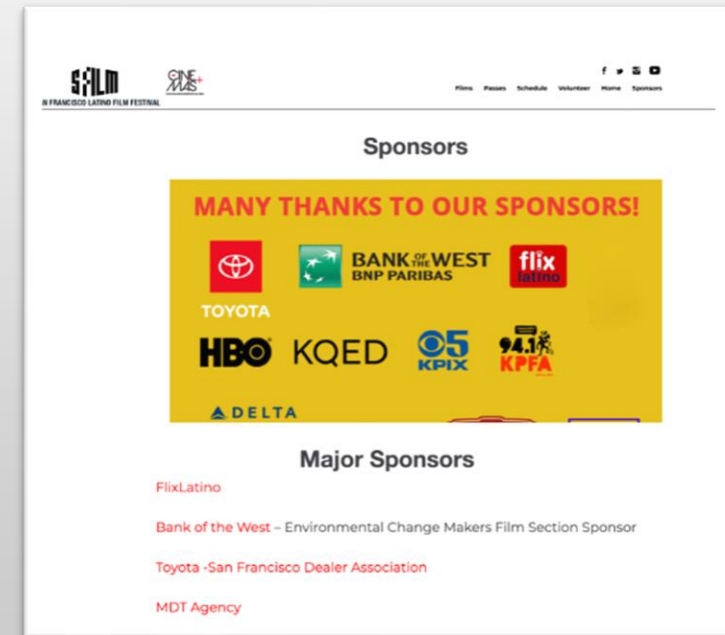 SFFILM
CINE
MÁS+
N FRANCISCO LATINO FILM FESTIVAL
Films Passes Schedule Volunteer Home Sponsors
Sponsors
MANY THANKS TO OUR SPONSORS!
TOYOTA
BANK OF THE WEST
BNP PARIBAS
flix
latino
HBO
KQED
5
KPIX
94.1
KPFA
DELTA
Major Sponsors
FlixLatino
Bank of the West – Environmental Change Makers Film Section Sponsor
Toyota -San Francisco Dealer Association
MDT Agency